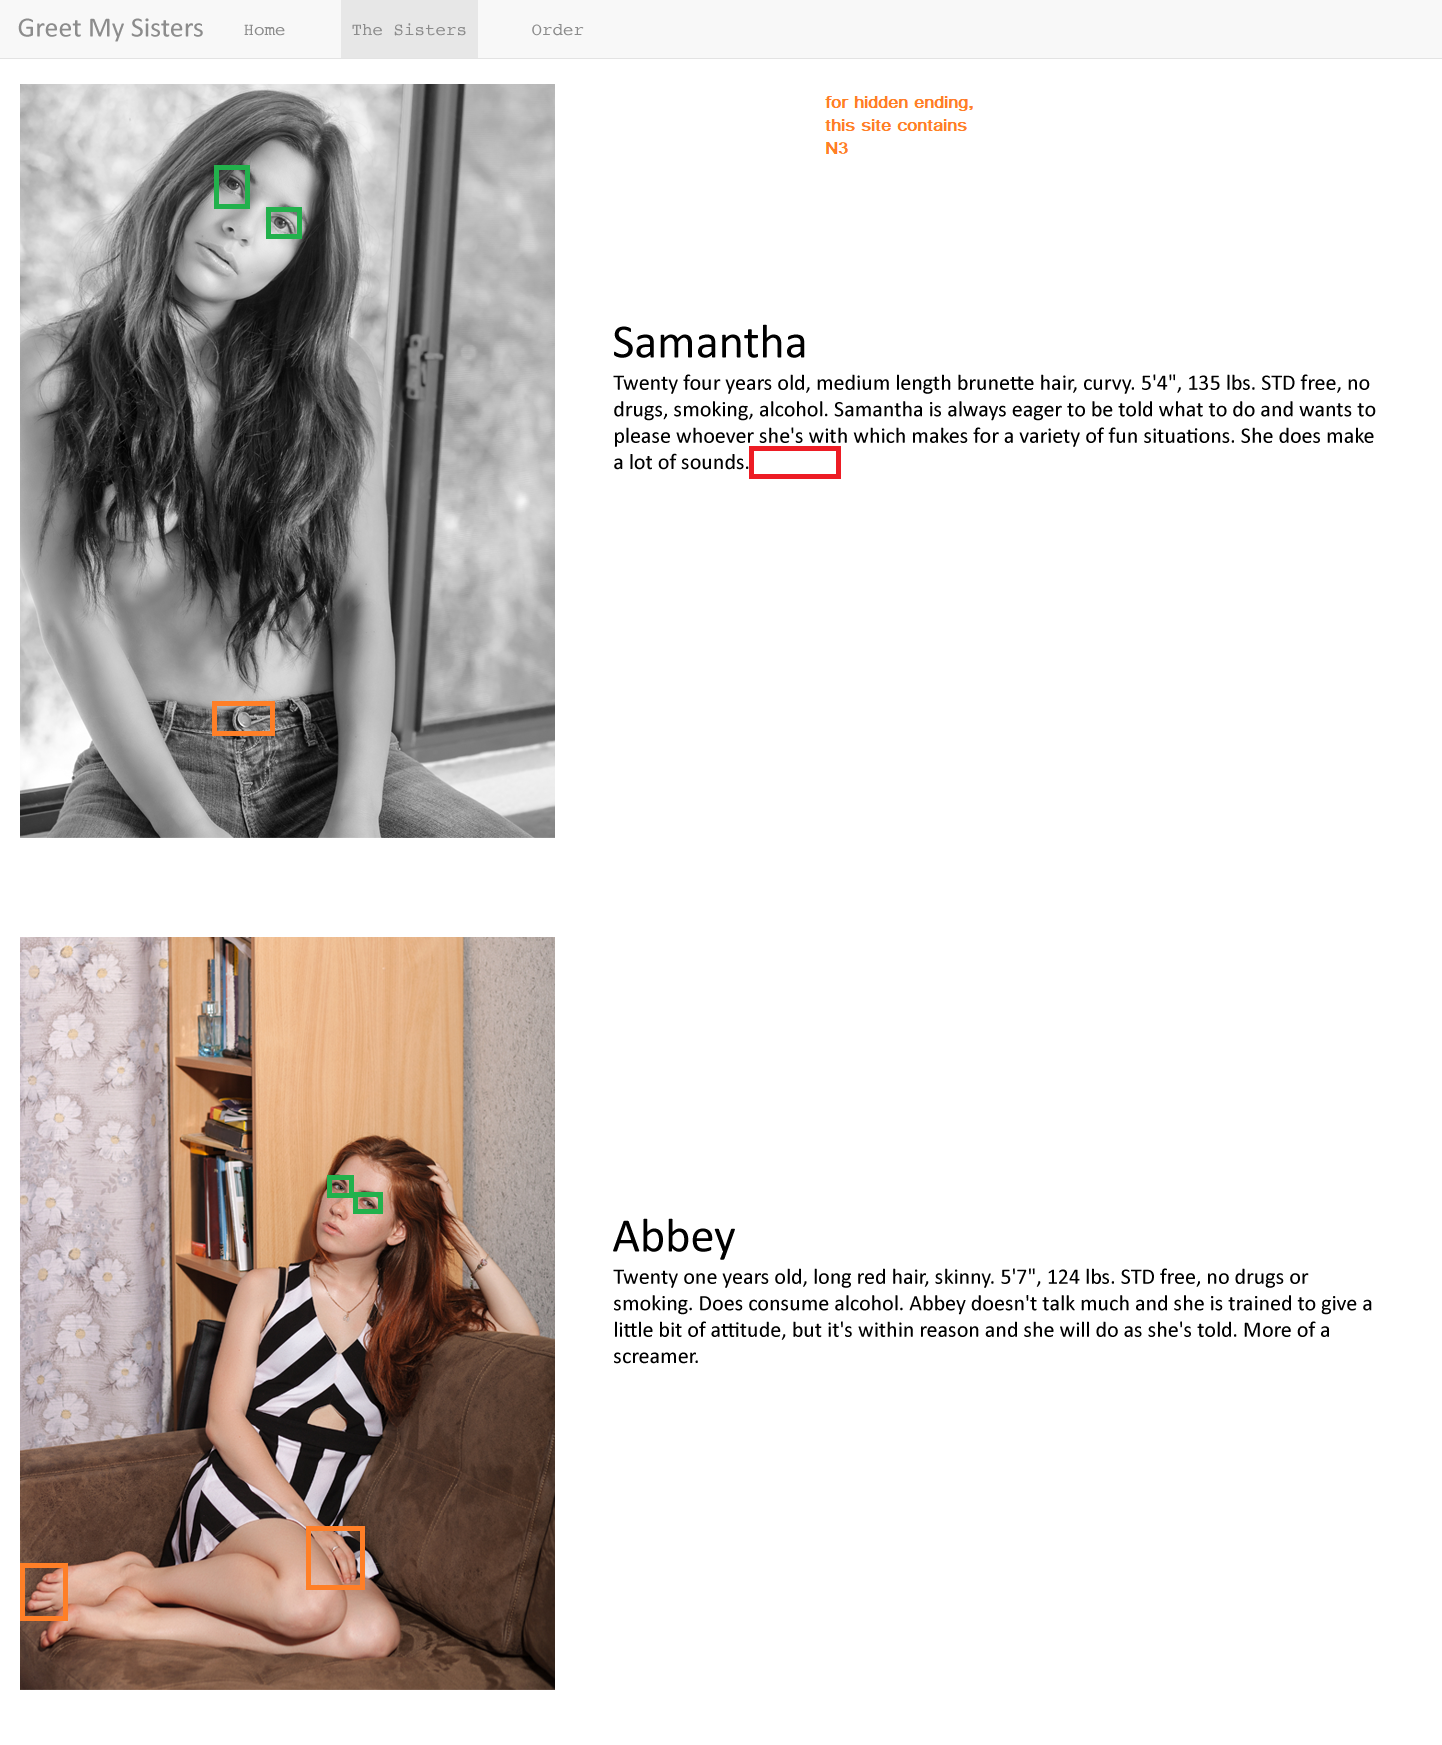 Greet My Sisters Home The Sisters Order
for hidden ending,
this site contains
N3
Samantha
Twenty four years old, medium length brunette hair, curvy. 5'4", 135 lbs. STD free, no
drugs, smoking, alcohol. Samantha is always eager to be told what to do and wants to
please whoever she's with which makes for a variety of fun situations. She does make
a lot of sounds.
Abbey
Twenty one years old, long red hair, skinny. 5'7", 124 lbs. STD free, no drugs or
smoking. Does consume alcohol. Abbey doesn't talk much and she is trained to give a
little bit of attitude, but it's within reason and she will do as she's told. More of a
screamer.